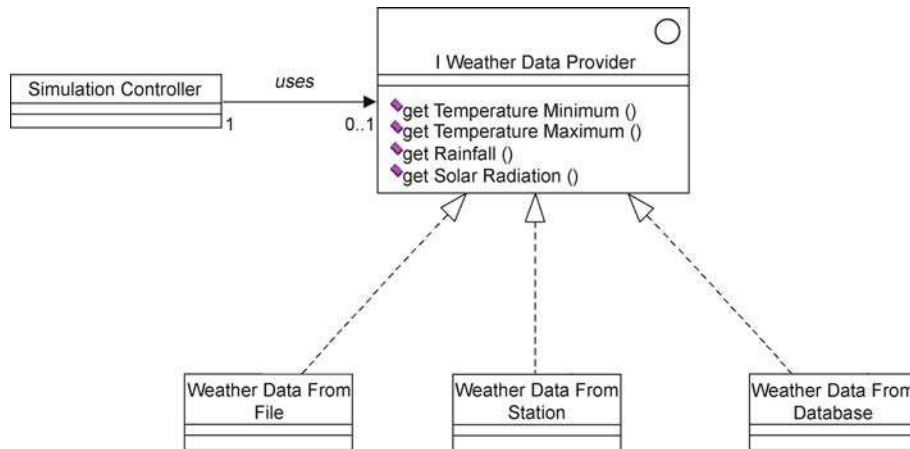 I Weather Data Provider
Simulation Controller
uses
1
0..1
get Temperature Minimum ()
get Temperature Maximum ()
get Rainfall ()
get Solar Radiation ()
Weather Data From
File
Weather Data From
Station
Weather Data From
Database